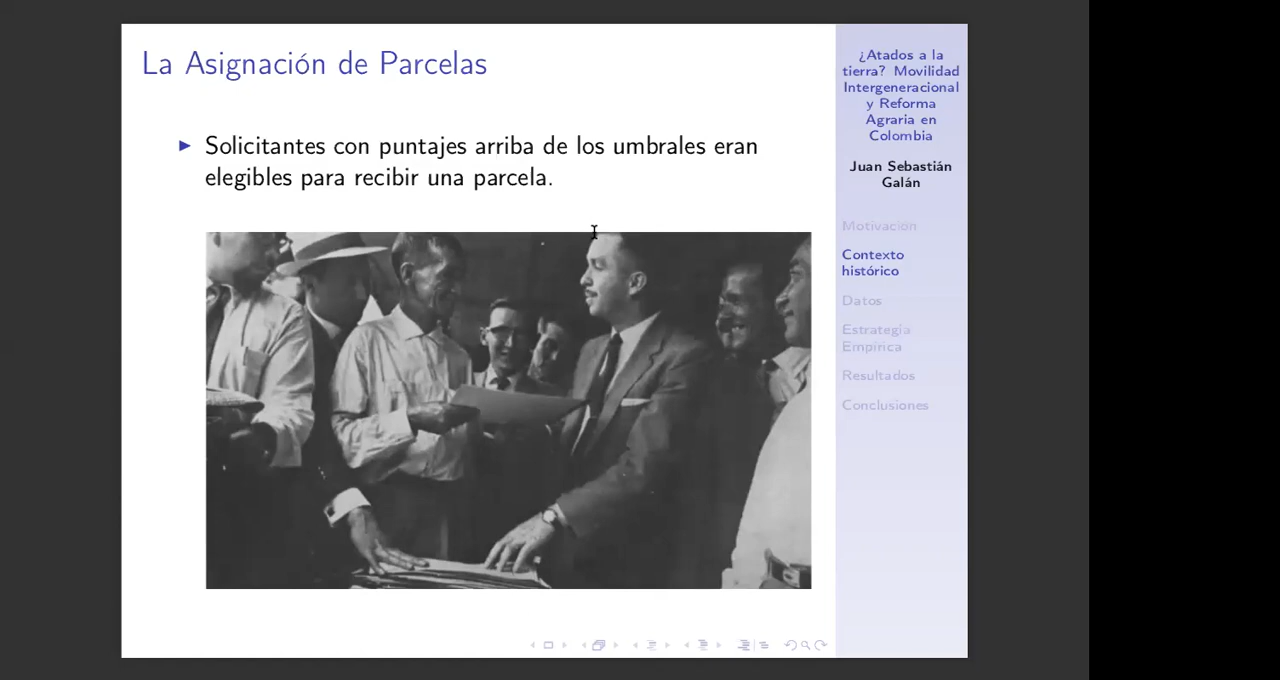 La Asignación de Parcelas
Solicitantes con puntajes arriba de los umbrales eran
elegibles para recibir una parcela.
¿Atados a la
tierra? Movilidad
Intergeneracional
y Reforma
Agraria en
Colombia
Juan Sebastián
Galán
Motivación
Contexto
histórico
Datos
Estrategia
Empírica
Resultados
Conclusiones